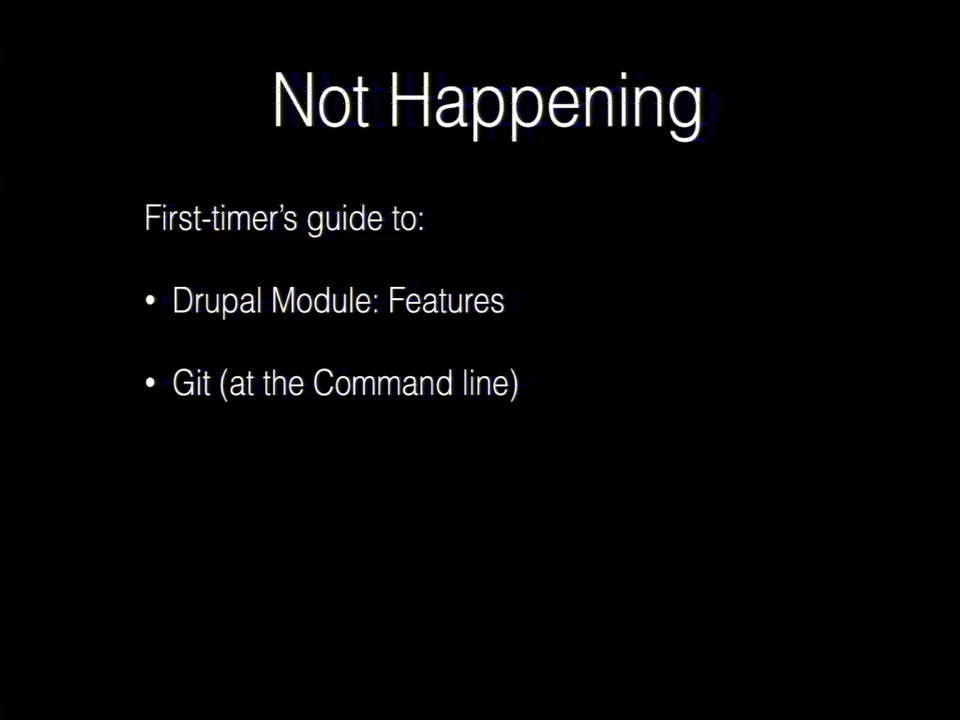 Not Happening
First-timer’s guide to:
• Drupal Module: Features
• Git (at the Command line)